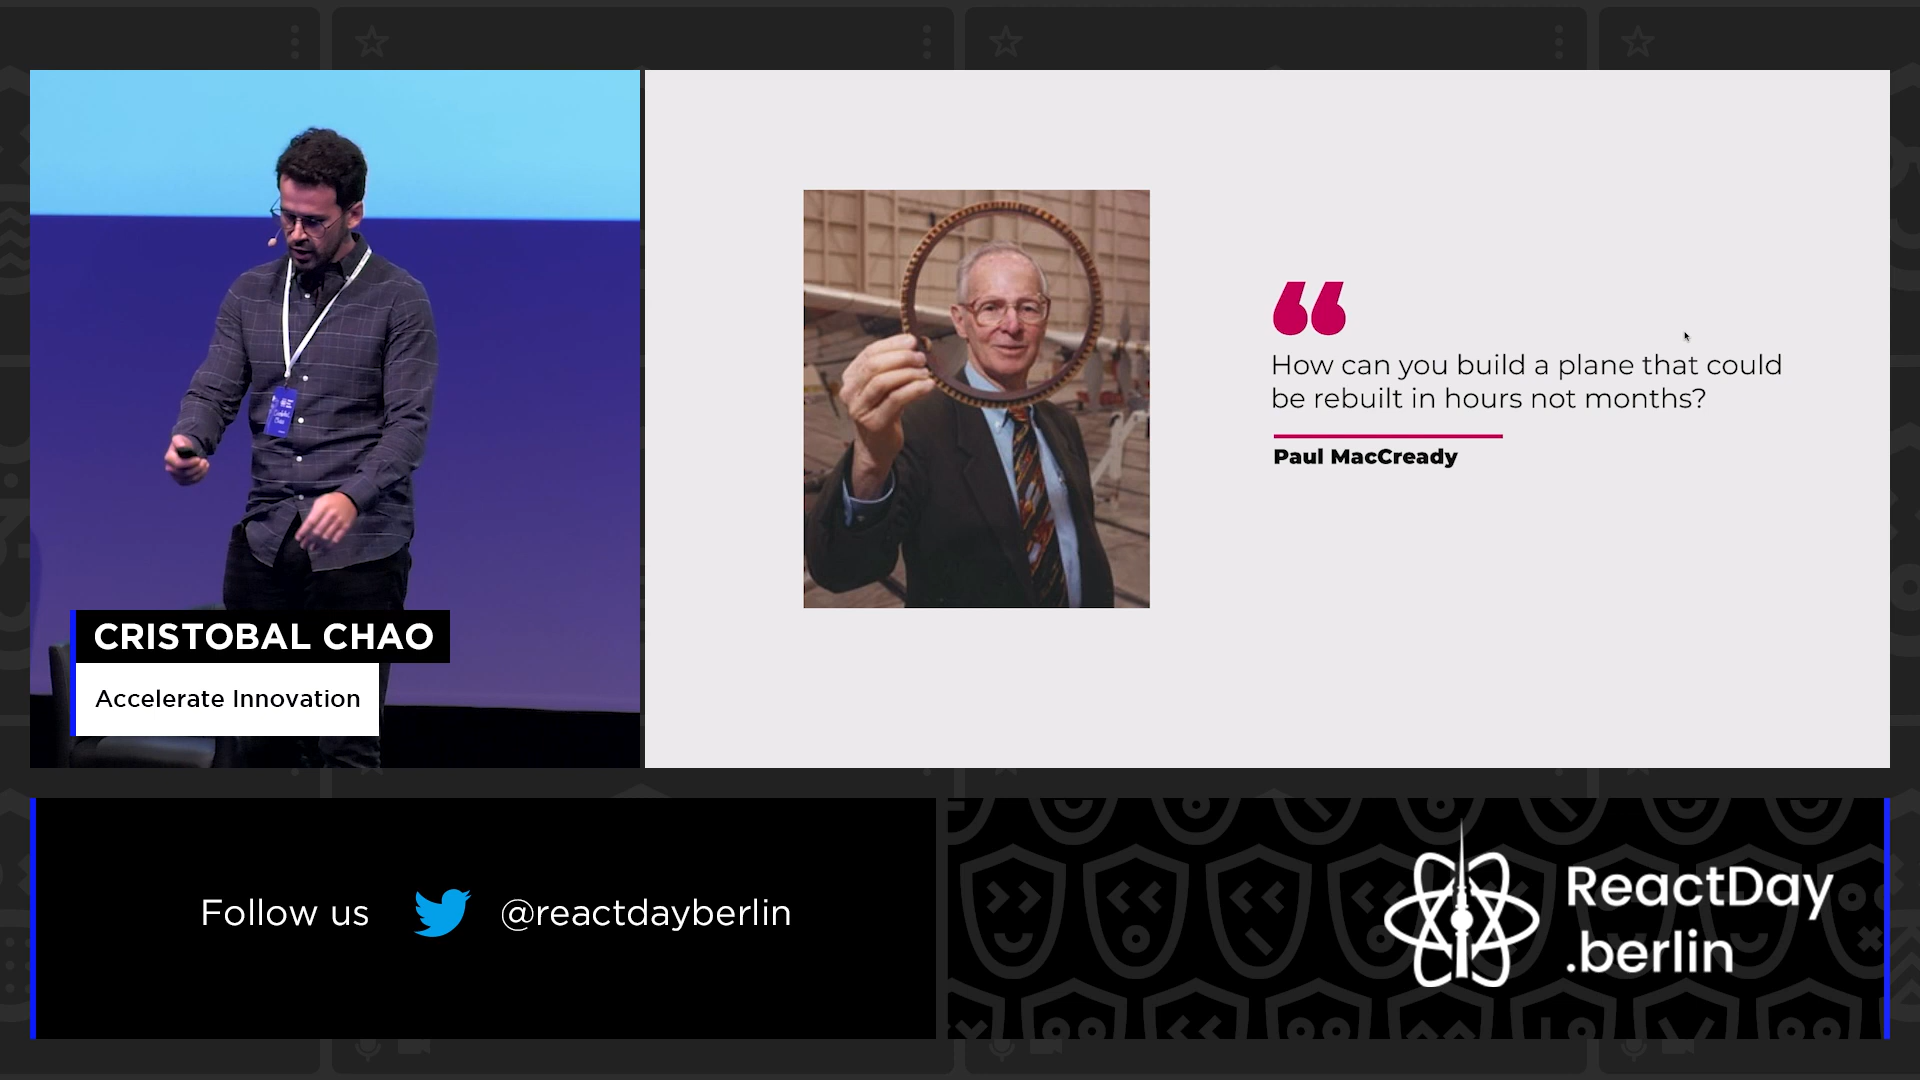 How can you build a plane that could
be rebuilt in hours not months?
Paul MacCready
CRISTOBAL CHAO
Accelerate Innovation
Follow us
@reactdayberlin
ReactDay
.berlin